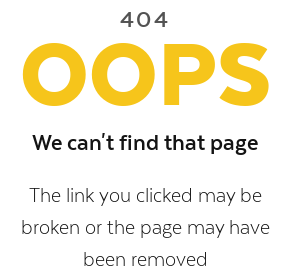 404
OOPS
We can't find that page
The link you clicked may be
broken or the page may have
been removed